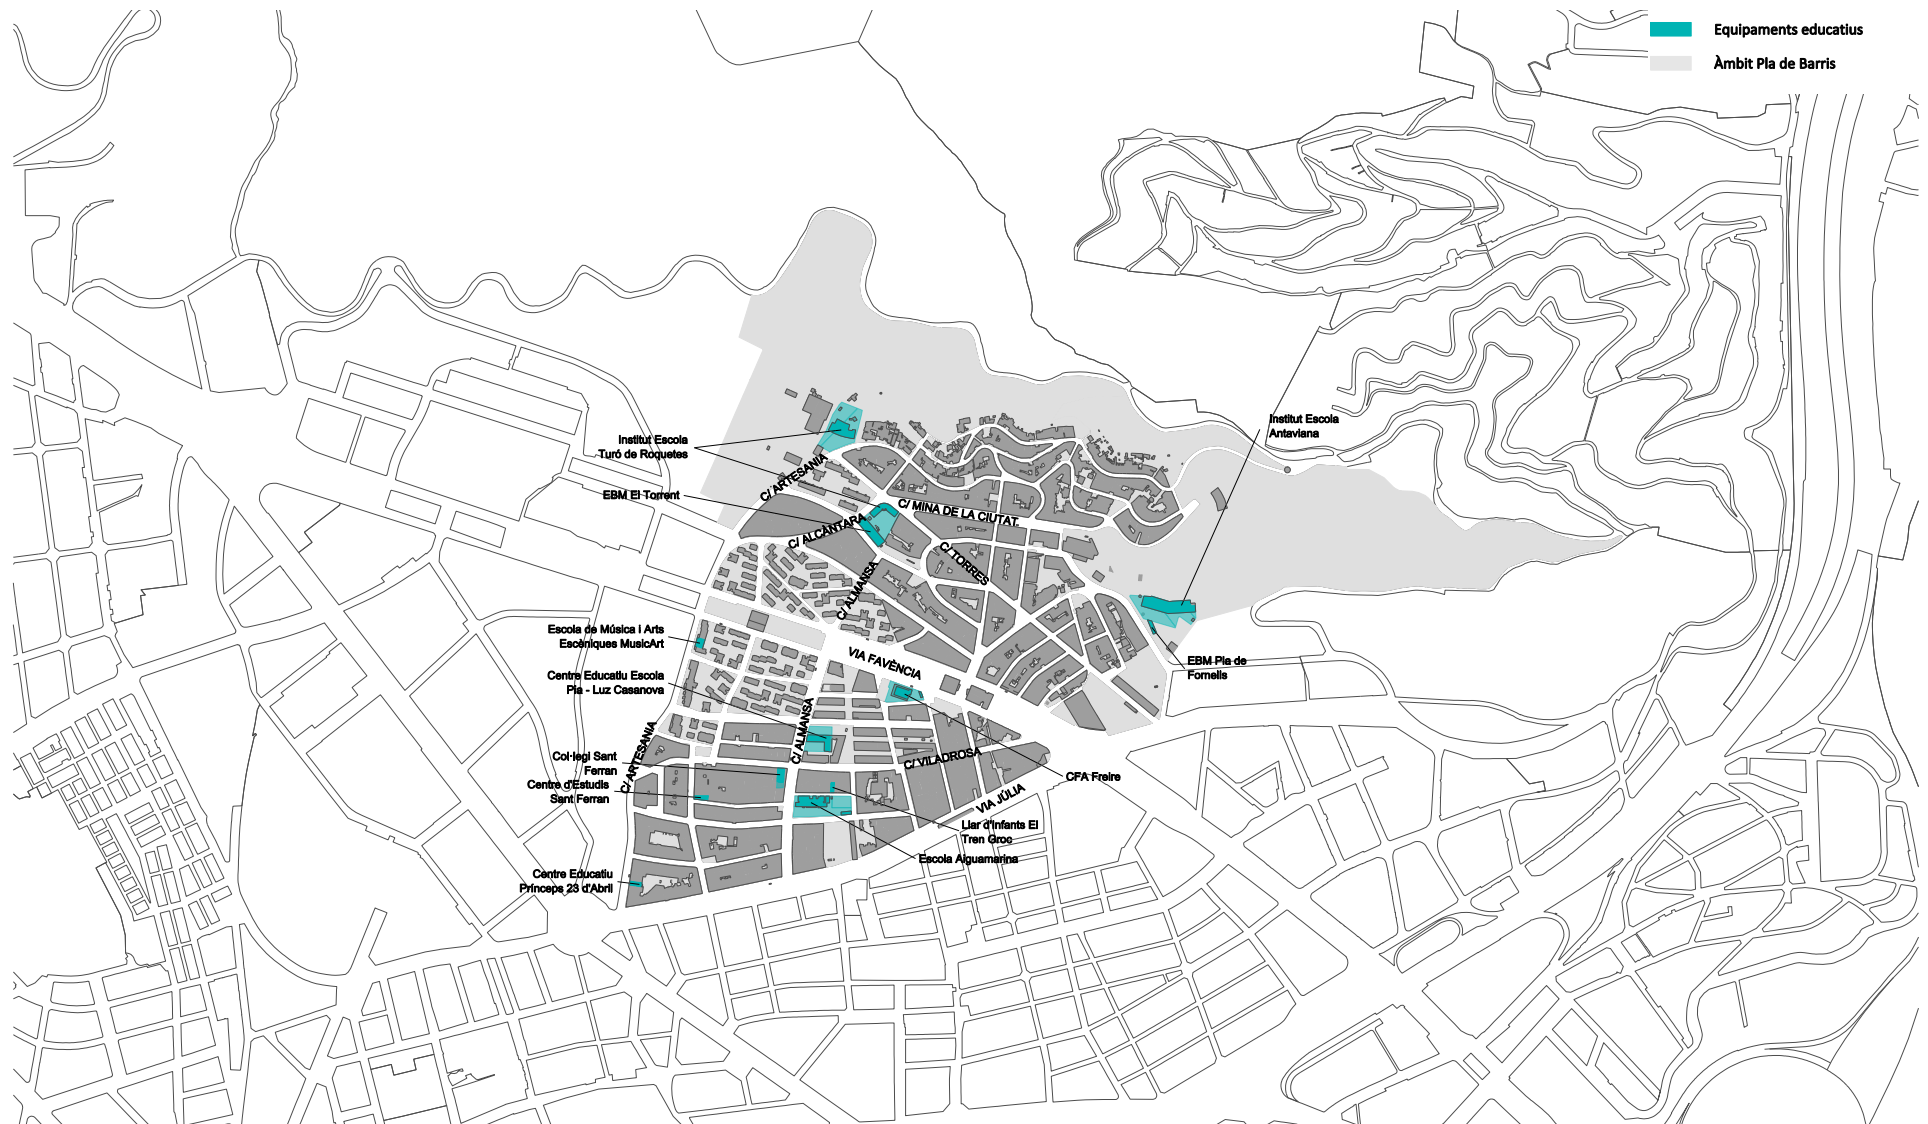 Equipaments educatius
Àmbit Pla de Barris
Institut Escola
Antaviana
Institut Escola
Turó de Roquetes
C/ ARTESANIA
EBM El Torrent
C/ MINA DE LA CIUTAT
C/ ALCÀNTARA
C/ TORRES
C/ ALMANSA
Escola de Música i Arts
Escèniques MusicArt
VIA FAVÈNCIA
EBM Pla de
Fornells
Centre Educatiu Escola
Pia - Luz Casanova
C/ ALMANSA
C/ ARTESANIA
C/ VILADROSA
Col·legi Sant
Ferran
CFA Freire
Centre d'Estudis
Sant Ferran
VIA JÚLIA
Llar d'Infants El
Tren Groc
Escola Aiguamarina
Centre Educatiu
Prínceps 23 d'Abril